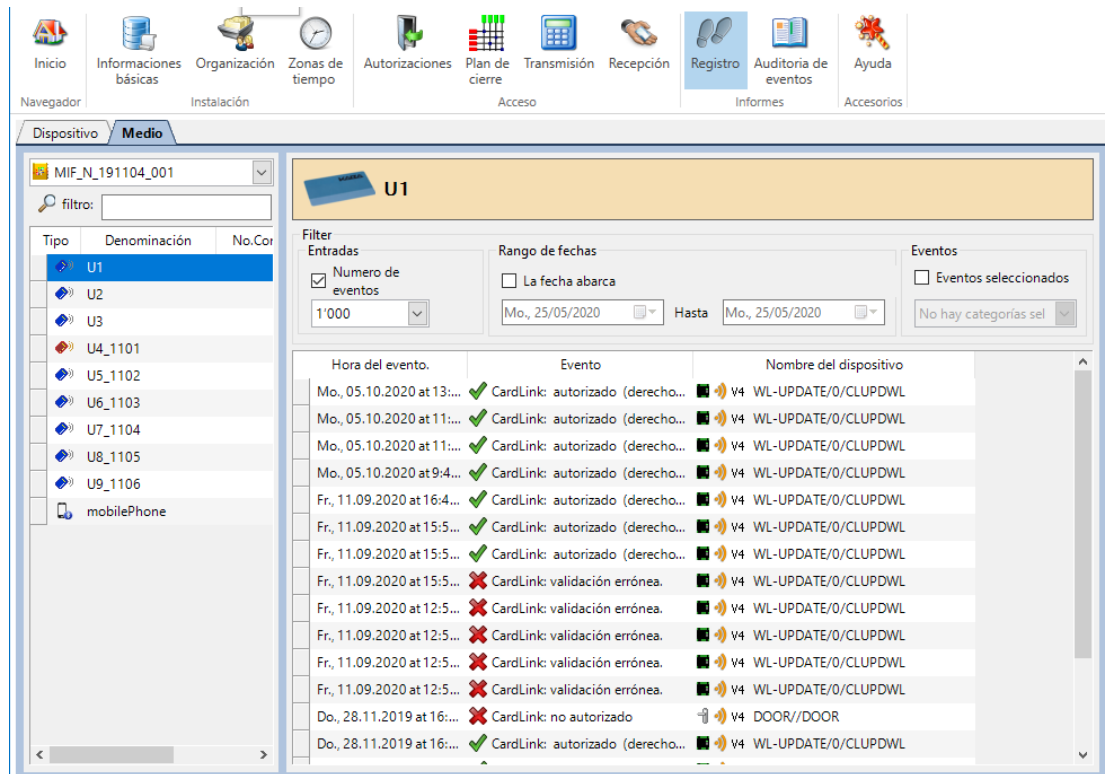 Inicio
Informaciones básicas
Organización
Zonas de tiempo
Autorizaciones
Plan de cierre
Transmisión
Recepción
Registro
Auditoria de eventos
Ayuda
Navegador
Instalación
Acceso
Informes
Accesorios
Dispositivo
Medio
MIF_N_191104_001
filtro:
Tipo Denominación No.Cor
U1
U2
U3
U4_1101
U5_1102
U6_1103
U7_1104
U8_1105
U9_1106
mobilePhone
U1
Filter
Entradas
Numero de eventos
1'000
Rango de fechas
La fecha abarca
Mo., 25/05/2020 Hasta Mo., 25/05/2020
Eventos
Eventos seleccionados
No hay categorías sel
Hora del evento. Evento Nombre del dispositivo
Mo., 05.10.2020 at 13:... CardLink: autorizado (derecho... V4 WL-UPDATE/0/CLUPDWL
Mo., 05.10.2020 at 11:... CardLink: autorizado (derecho... V4 WL-UPDATE/0/CLUPDWL
Mo., 05.10.2020 at 11:... CardLink: autorizado (derecho... V4 WL-UPDATE/0/CLUPDWL
Mo., 05.10.2020 at 9:4... CardLink: autorizado (derecho... V4 WL-UPDATE/0/CLUPDWL
Fr., 11.09.2020 at 16:4... CardLink: autorizado (derecho... V4 WL-UPDATE/0/CLUPDWL
Fr., 11.09.2020 at 15:5... CardLink: autorizado (derecho... V4 WL-UPDATE/0/CLUPDWL
Fr., 11.09.2020 at 15:5... CardLink: autorizado (derecho... V4 WL-UPDATE/0/CLUPDWL
Fr., 11.09.2020 at 15:5... CardLink: validación errónea. V4 WL-UPDATE/0/CLUPDWL
Fr., 11.09.2020 at 12:5... CardLink: validación errónea. V4 WL-UPDATE/0/CLUPDWL
Fr., 11.09.2020 at 12:5... CardLink: validación errónea. V4 WL-UPDATE/0/CLUPDWL
Fr., 11.09.2020 at 12:5... CardLink: validación errónea. V4 WL-UPDATE/0/CLUPDWL
Fr., 11.09.2020 at 12:5... CardLink: validación errónea. V4 WL-UPDATE/0/CLUPDWL
Do., 28.11.2019 at 16:... CardLink: no autorizado V4 DOOR//DOOR
Do., 28.11.2019 at 16:... CardLink: autorizado (derecho... V4 WL-UPDATE/0/CLUPDWL